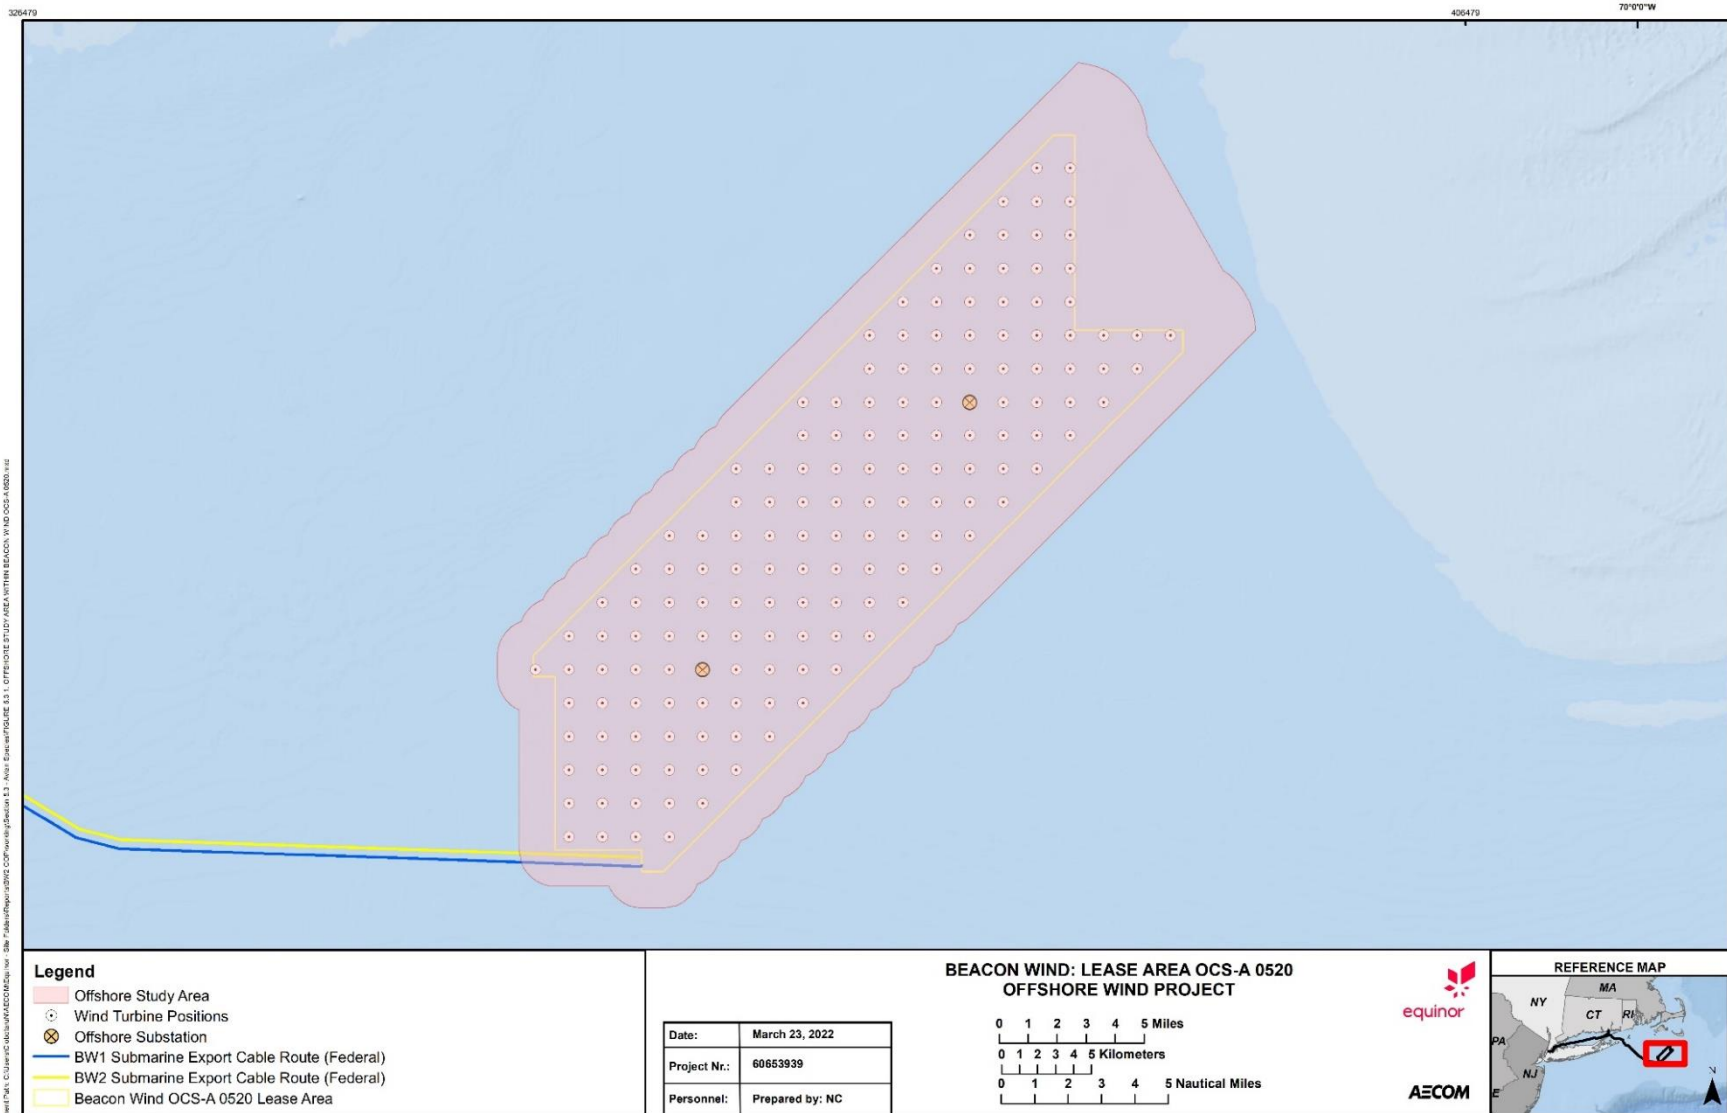 326479
406479
70°0'0"W
Legend
Offshore Study Area
Wind Turbine Positions
Offshore Substation
BW1 Submarine Export Cable Route (Federal)
BW2 Submarine Export Cable Route (Federal)
Beacon Wind OCS-A 0520 Lease Area
Date: March 23, 2022
Project Nr.: 60653939
Personnel: Prepared by: NC
BEACON WIND: LEASE AREA OCS-A 0520
OFFSHORE WIND PROJECT
0 1 2 3 4 5 Miles
0 1 2 3 4 5 Kilometers
0 1 2 3 4 5 Nautical Miles
equinor
AECOM
REFERENCE MAP
MA
NY
CT
RI
PA
NJ
E
N